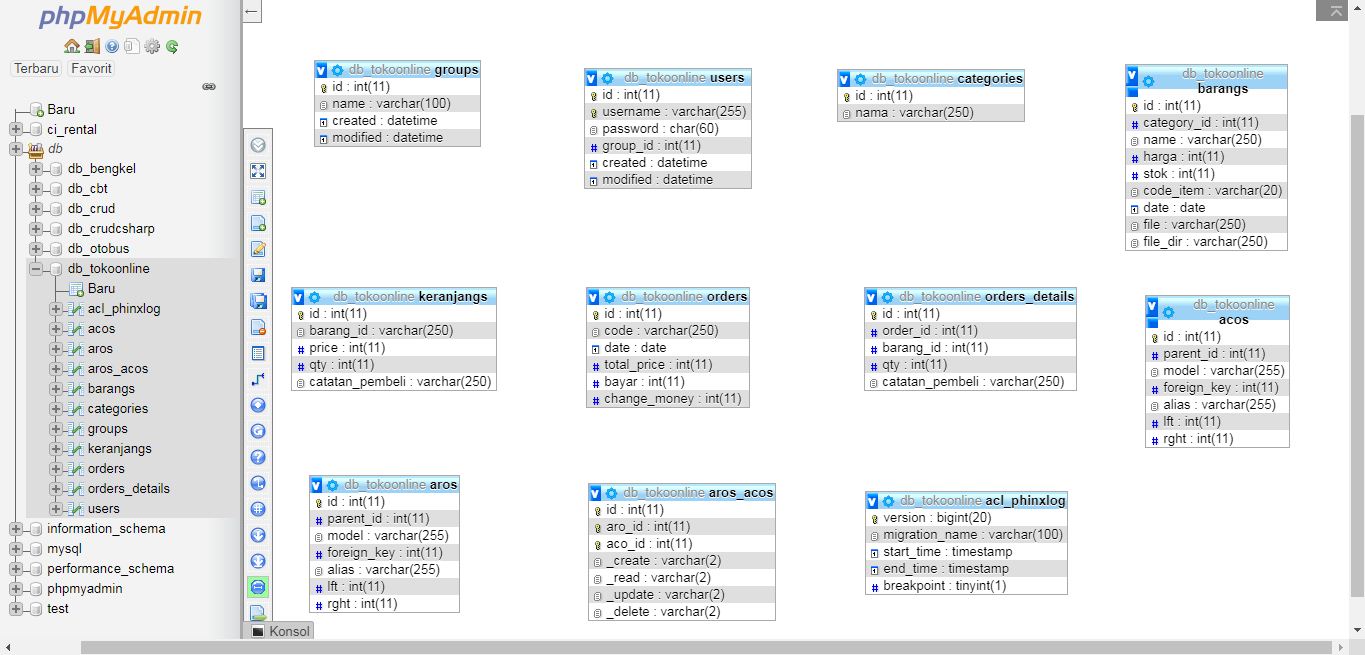 phpMyAdmin
Terbaru Favorit
Baru
ci_rental
db
db_bengkel
db_cbt
db_crud
db_crudcsharp
db_otobus
db_tokoonline
Baru
acl_phinxlog
acos
aros
aros_acos
barangs
categories
groups
keranjangs
orders
orders_details
users
information_schema
mysql
performance_schema
phpmyadmin
test
db_tokoonline groups
id : int(11)
name : varchar(100)
created : datetime
modified : datetime
db_tokoonline users
id : int(11)
username : varchar(255)
password : char(60)
group_id : int(11)
created : datetime
modified : datetime
db_tokoonline categories
id : int(11)
nama : varchar(250)
db_tokoonline
barangs
id : int(11)
category_id : int(11)
name : varchar(250)
harga : int(11)
stok : int(11)
code_item : varchar(20)
date : date
file : varchar(250)
file_dir : varchar(250)
db_tokoonline keranjangs
id : int(11)
barang_id : varchar(250)
price : int(11)
qty : int(11)
catatan_pembeli : varchar(250)
db_tokoonline orders
id : int(11)
code : varchar(250)
date : date
total_price : int(11)
bayar : int(11)
change_money : int(11)
db_tokoonline orders_details
id : int(11)
order_id : int(11)
barang_id : int(11)
qty : int(11)
catatan_pembeli : varchar(250)
db_tokoonline
acos
id : int(11)
parent_id : int(11)
model : varchar(255)
foreign_key : int(11)
alias : varchar(255)
lft : int(11)
rght : int(11)
db_tokoonline aros
id : int(11)
parent_id : int(11)
model : varchar(255)
foreign_key : int(11)
alias : varchar(255)
lft : int(11)
rght : int(11)
db_tokoonline aros_acos
id : int(11)
aro_id : int(11)
aco_id : int(11)
_create : varchar(2)
_read : varchar(2)
_update : varchar(2)
_delete : varchar(2)
db_tokoonline acl_phinxlog
version : bigint(20)
migration_name : varchar(100)
start_time : timestamp
end_time : timestamp
breakpoint : tinyint(1)
Konsol